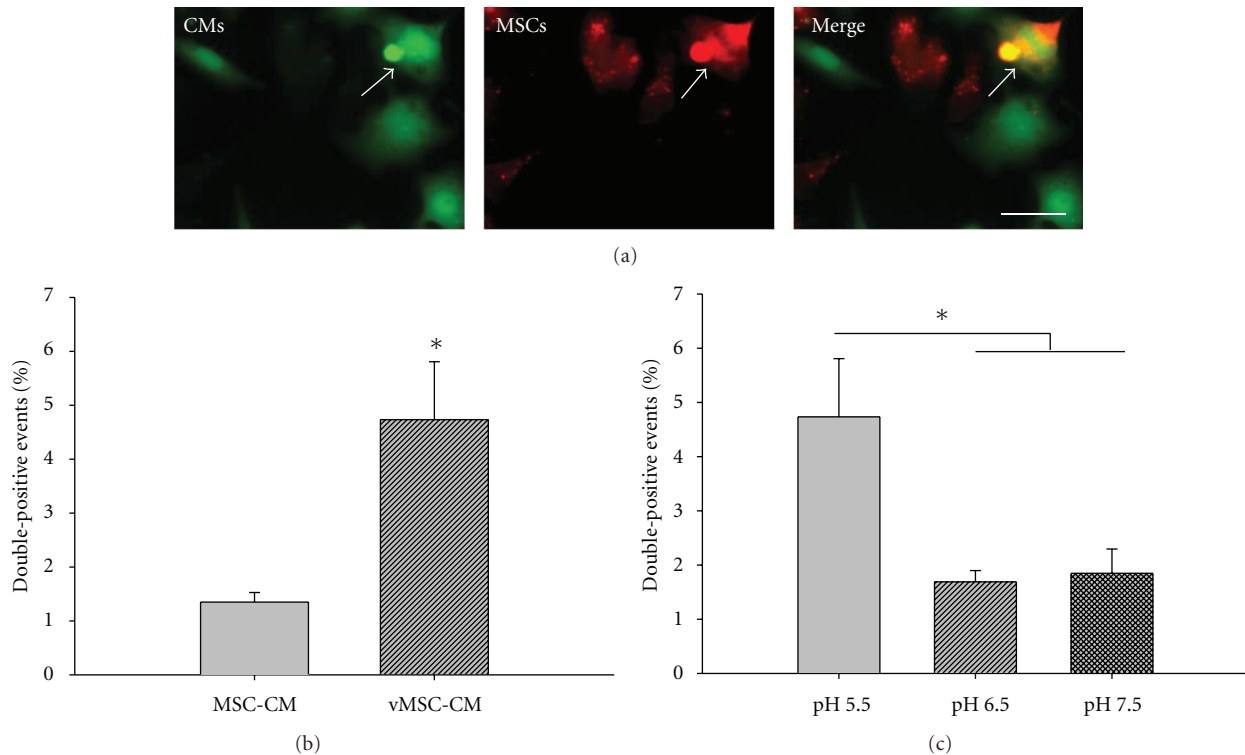 CMs
MSCs
Merge
(a)
Double-positive events (%)
7
6
5
4
3
2
1
0
*
MSC-CM
vMSC-CM
(b)
Double-positive events (%)
7
6
5
4
3
2
1
0
*
pH 5.5
pH 6.5
pH 7.5
(c)